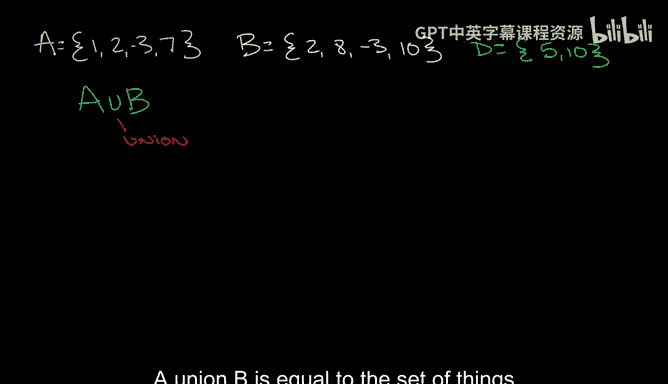 GPT中英字幕课程资源 bilibili
A={1,2,-3,7} B={2,8,-3,10} D={5,10}
A∪B
UNION
A union B is equal to the set of things